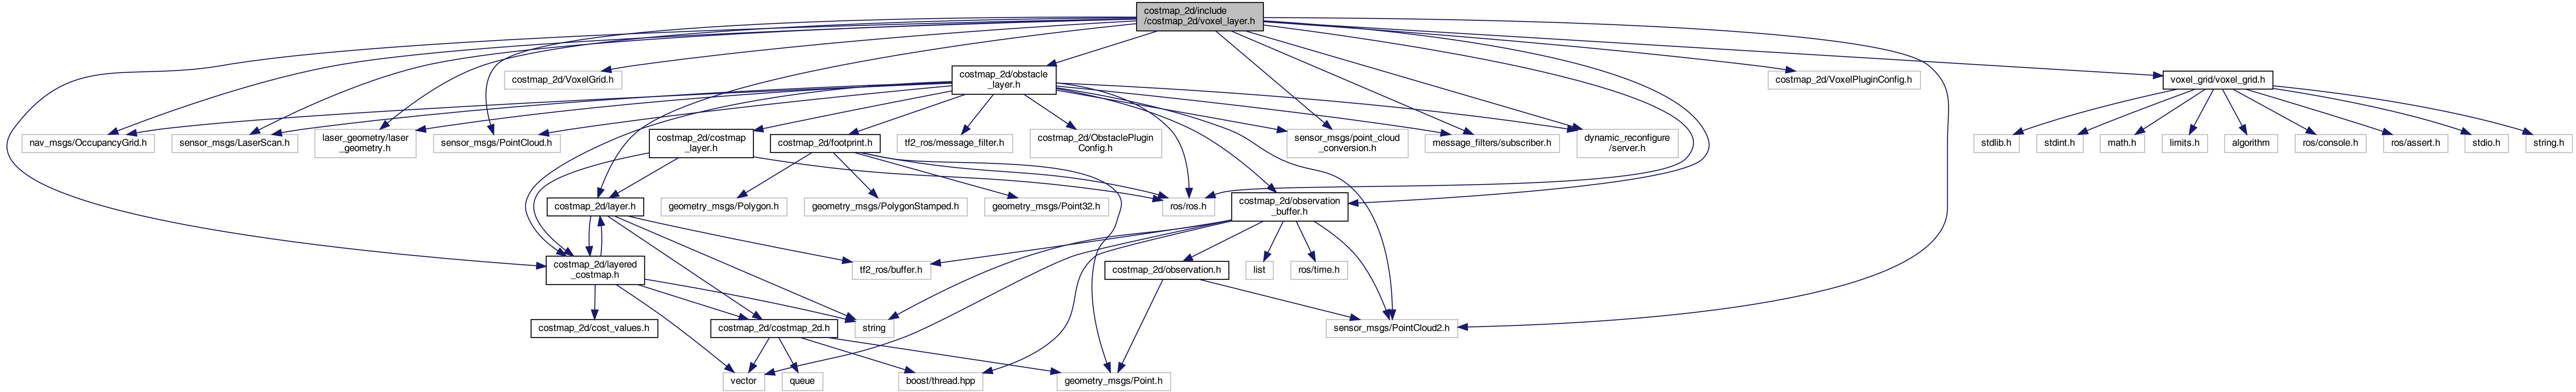 costmap_2d/include
/costmap_2d/voxel_layer.h
costmap_2d/VoxelGrid.h
costmap_2d/obstacle
_layer.h
costmap_2d/VoxelPluginConfig.h
voxel_grid/voxel_grid.h
nav_msgs/OccupancyGrid.h
sensor_msgs/LaserScan.h
laser_geometry/laser
_geometry.h
sensor_msgs/PointCloud.h
costmap_2d/costmap
_layer.h
costmap_2d/footprint.h
tf2_ros/message_filter.h
costmap_2d/ObstaclePlugin
Config.h
sensor_msgs/point_cloud
_conversion.h
message_filters/subscriber.h
dynamic_reconfigure
/server.h
stdlib.h
stdint.h
math.h
limits.h
algorithm
ros/console.h
ros/assert.h
stdio.h
string.h
costmap_2d/layer.h
geometry_msgs/Polygon.h
geometry_msgs/PolygonStamped.h
geometry_msgs/Point32.h
ros/ros.h
costmap_2d/observation
_buffer.h
costmap_2d/layered
_costmap.h
tf2_ros/buffer.h
costmap_2d/observation.h
list
ros/time.h
costmap_2d/cost_values.h
costmap_2d/costmap_2d.h
string
sensor_msgs/PointCloud2.h
vector
queue
boost/thread.hpp
geometry_msgs/Point.h